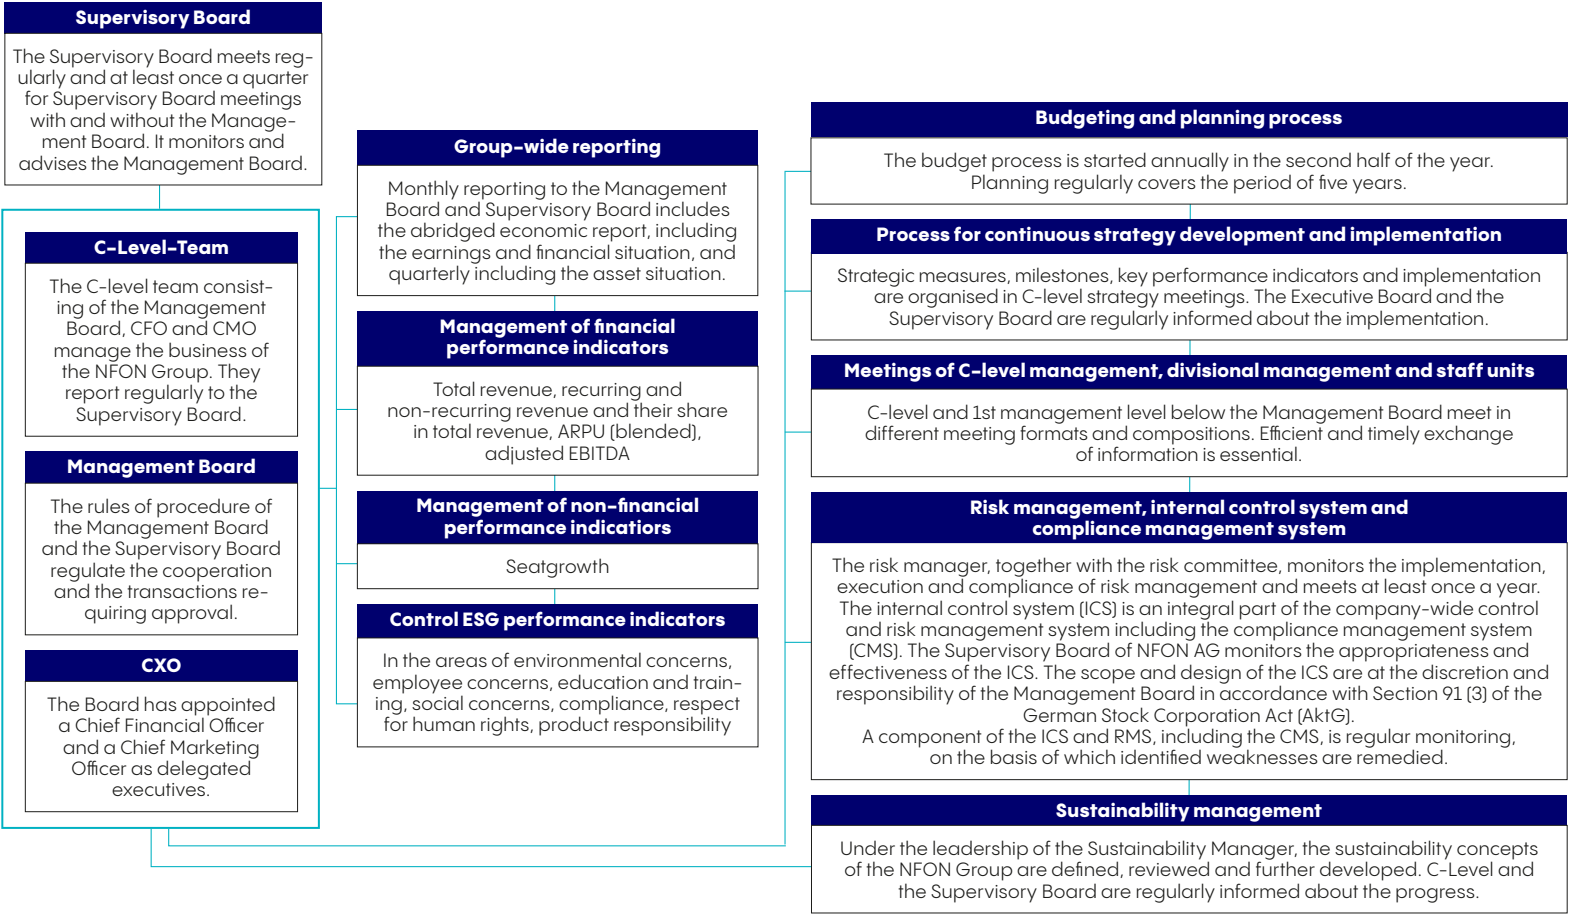 Supervisory Board
The Supervisory Board meets reg-
ularly and at least once a quarter
for Supervisory Board meetings
with and without the Manage-
ment Board. It monitors and
advises the Management Board.
C-Level-Team
The C-level team consist-
ing of the Management
Board, CFO and CMO
manage the business of
the NFON Group. They
report regularly to the
Supervisory Board.
Management Board
The rules of procedure of
the Management Board
and the Supervisory Board
regulate the cooperation
and the transactions re-
quiring approval.
CXO
The Board has appointed
a Chief Financial Officer
and a Chief Marketing
Officer as delegated
executives.
Group-wide reporting
Monthly reporting to the Management
Board and Supervisory Board includes
the abridged economic report, including
the earnings and financial situation, and
quarterly including the asset situation.
Management of financial
performance indicators
Total revenue, recurring and
non-recurring revenue and their share
in total revenue, ARPU (blended),
adjusted EBITDA
Management of non-financial
performance indicatiors
Seatgrowth
Control ESG performance indicators
In the areas of environmental concerns,
employee concerns, education and train-
ing, social concerns, compliance, respect
for human rights, product responsibility
Budgeting and planning process
The budget process is started annually in the second half of the year.
Planning regularly covers the period of five years.
Process for continuous strategy development and implementation
Strategic measures, milestones, key performance indicators and implementation
are organised in C-level strategy meetings. The Executive Board and the
Supervisory Board are regularly informed about the implementation.
Meetings of C-level management, divisional management and staff units
C-level and 1st management level below the Management Board meet in
different meeting formats and compositions. Efficient and timely exchange
of information is essential.
Risk management, internal control system and
compliance management system
The risk manager, together with the risk committee, monitors the implementation,
execution and compliance of risk management and meets at least once a year.
The internal control system (ICS) is an integral part of the company-wide control
and risk management system including the compliance management system
(CMS). The Supervisory Board of NFON AG monitors the appropriateness and
effectiveness of the ICS. The scope and design of the ICS are at the discretion and
responsibility of the Management Board in accordance with Section 91 (3) of the
German Stock Corporation Act (AktG).
A component of the ICS and RMS, including the CMS, is regular monitoring,
on the basis of which identified weaknesses are remedied.
Sustainability management
Under the leadership of the Sustainability Manager, the sustainability concepts
of the NFON Group are defined, reviewed and further developed. C-Level and
the Supervisory Board are regularly informed about the progress.